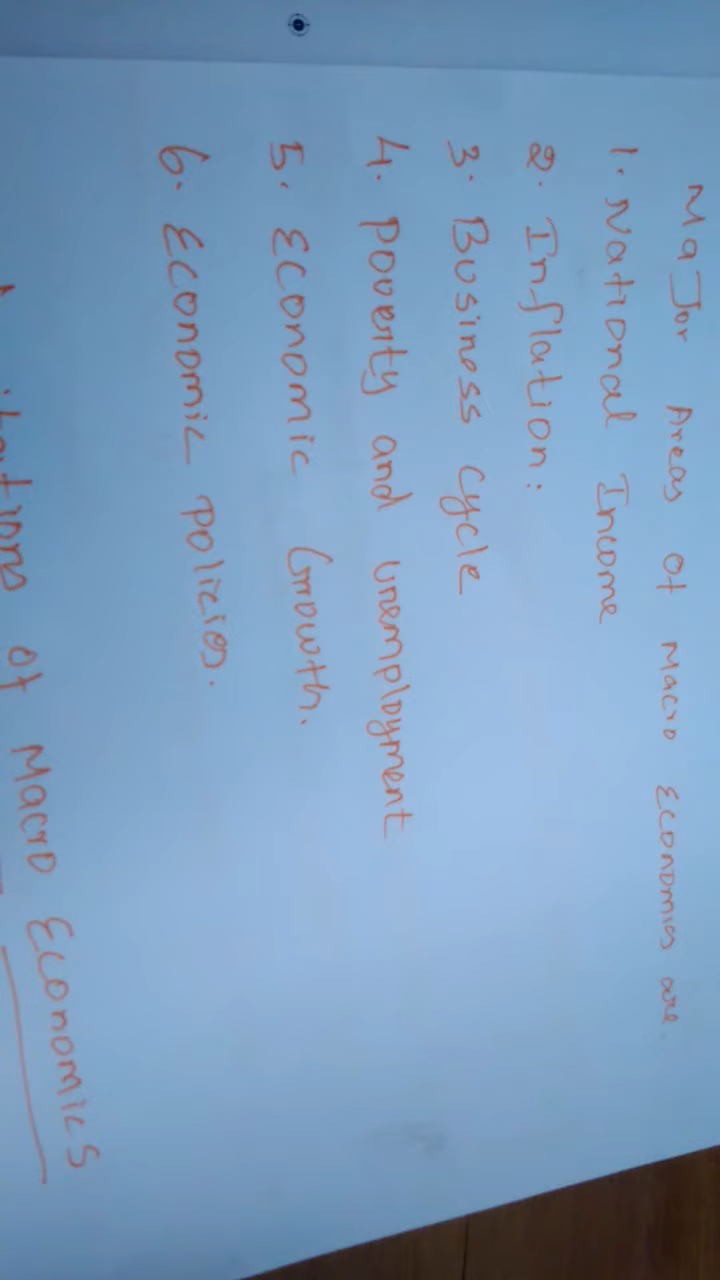 Major Areas of Macro Economics are.
1. National Income
2. Inflation:
3. Business cycle
4. Poverty and Unemployment
5. Economic Growth.
6. Economic policies.
of Macro Economics